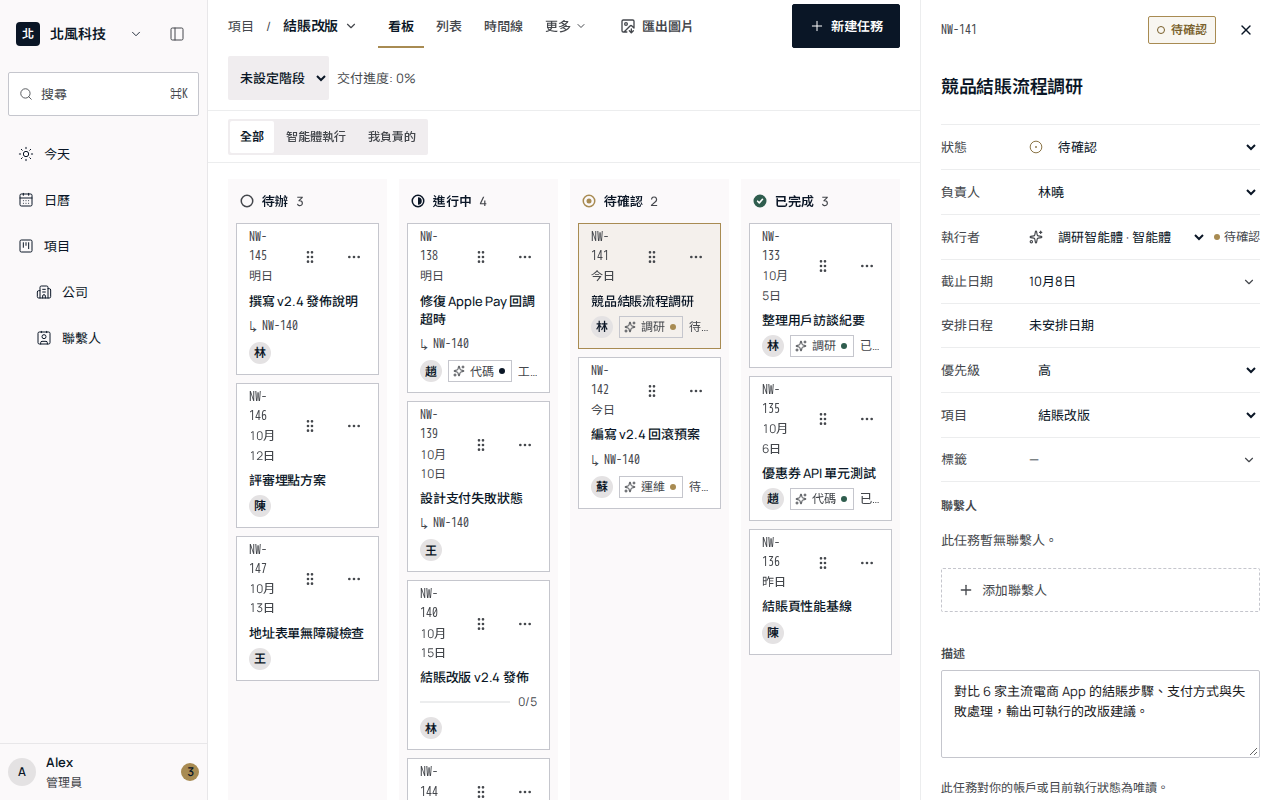 北 北風科技
搜尋 ⌘K
今天
日曆
項目
公司
聯繫人
A Alex
管理員
3
項目 / 結賬改版
看板 列表 時間線 更多 匯出圖片
新建任務
未設定階段 交付進度: 0%
全部 智能體執行 我負責的
待辦 3
NW-
145
明日
撰寫 v2.4 發佈說明
NW-140
林
NW-
146
10月
12日
評審埋點方案
陳
NW-
147
10月
13日
地址表單無障礙檢查
王
進行中 4
NW-
138
明日
修復 Apple Pay 回調
超時
NW-140
趙 代碼 工...
NW-
139
10月
10日
設計支付失敗狀態
NW-140
王
NW-
140
10月
15日
結賬改版 v2.4 發佈
0/5
林
NW-
144
待確認 2
NW-
141
今日
競品結賬流程調研
林 調研 待...
NW-
142
今日
編寫 v2.4 回滾預案
NW-140
蘇 運維 待...
已完成 3
NW-
133
10月
5日
整理用戶訪談紀要
林 調研 已...
NW-
135
10月
6日
優惠券 API 單元測試
趙 代碼 已...
NW-
136
昨日
結賬頁性能基線
陳
NW-141 待確認
競品結賬流程調研
狀態 待確認
負責人 林曉
執行者 調研智能體 · 智能體 待確認
截止日期 10月8日
安排日程 未安排日期
優先級 高
項目 結賬改版
標籤 —
聯繫人
此任務暫無聯繫人。
添加聯繫人
描述
對比 6 家主流電商 App 的結賬步驟、支付方式與失
敗處理，輸出可執行的改版建議。
此任務對你的帳戶或目前執行狀態為唯讀。